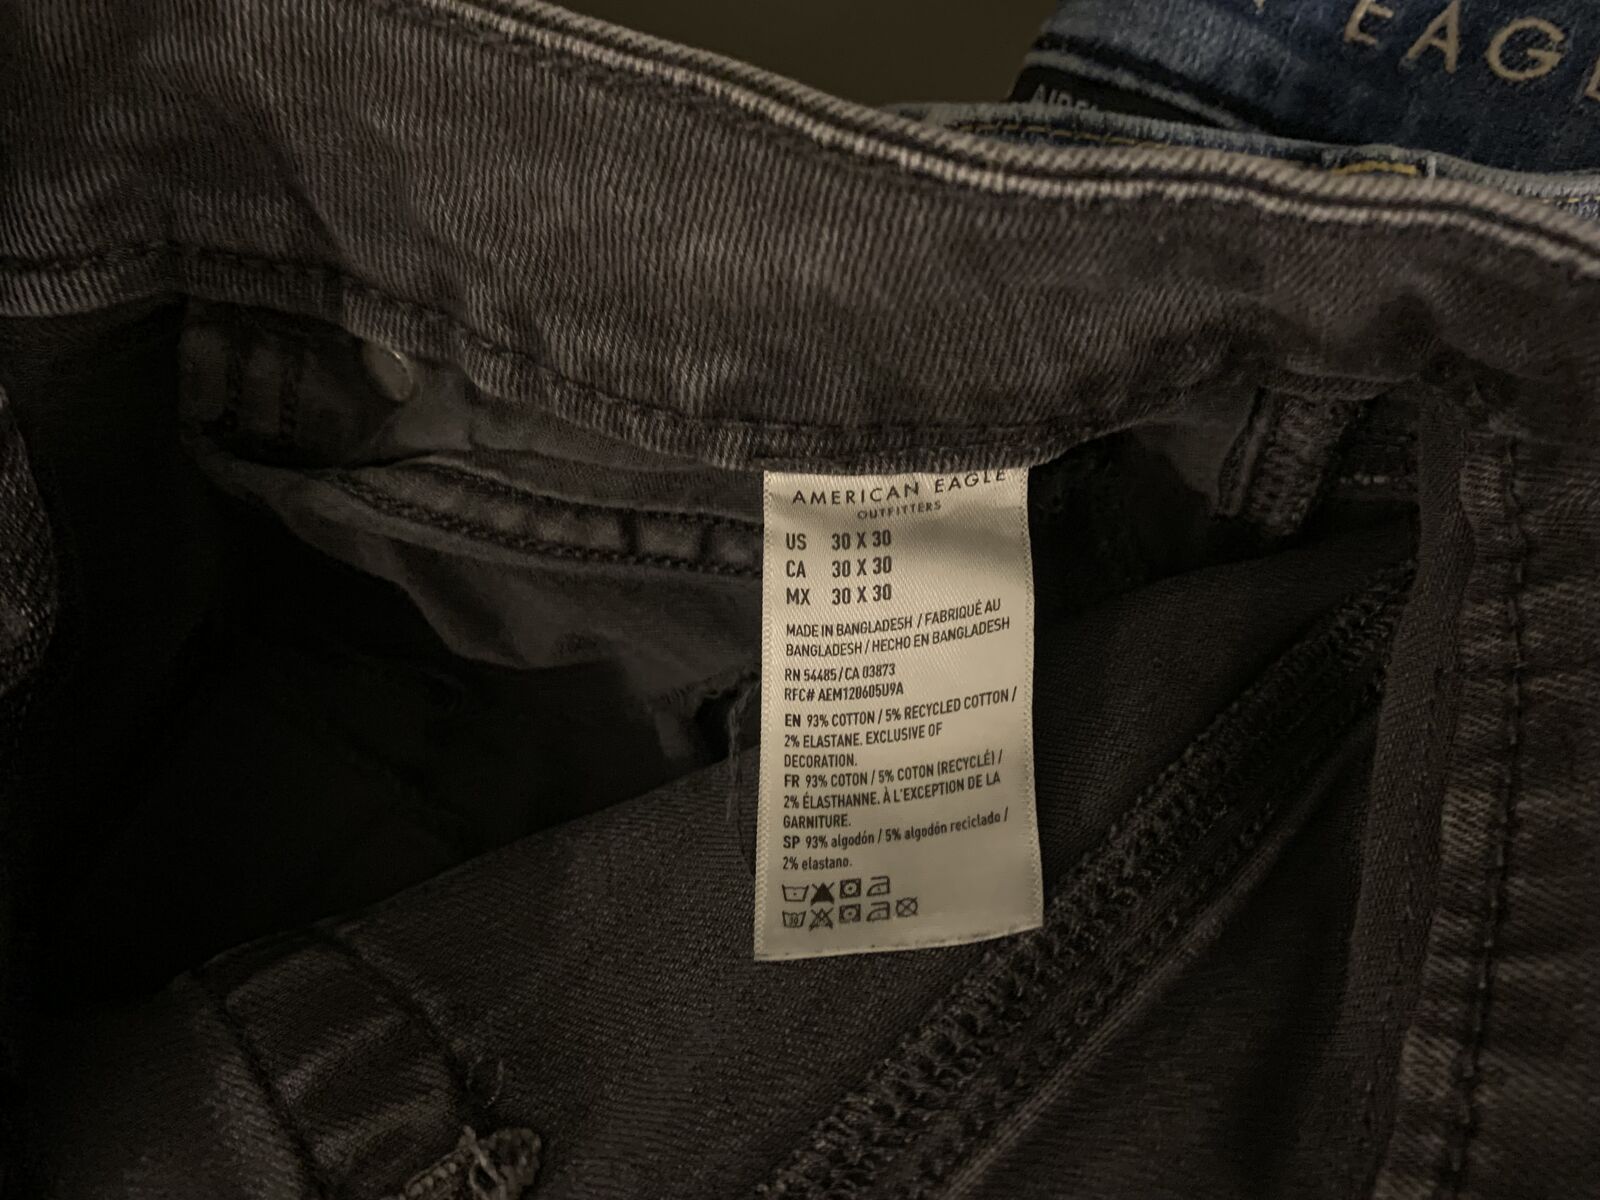 EAG
AMERICAN EAGLE
OUTFITTERS
US 30 X 30
CA 30 X 30
MX 30 X 30
MADE IN BANGLADESH / FABRIQUÉ AU
BANGLADESH / HECHO EN BANGLADESH
RN 54485 / CA 03873
RFC# AEM120605U9A
EN 93% COTTON / 5% RECYCLED COTTON /
2% ELASTANE. EXCLUSIVE OF
DECORATION.
FR 93% COTON / 5% COTON (RECYCLÉ) /
2% ÉLASTHANNE. À L'EXCEPTION DE LA
GARNITURE.
SP 93% algodón / 5% algodón reciclado /
2% elastano.
30